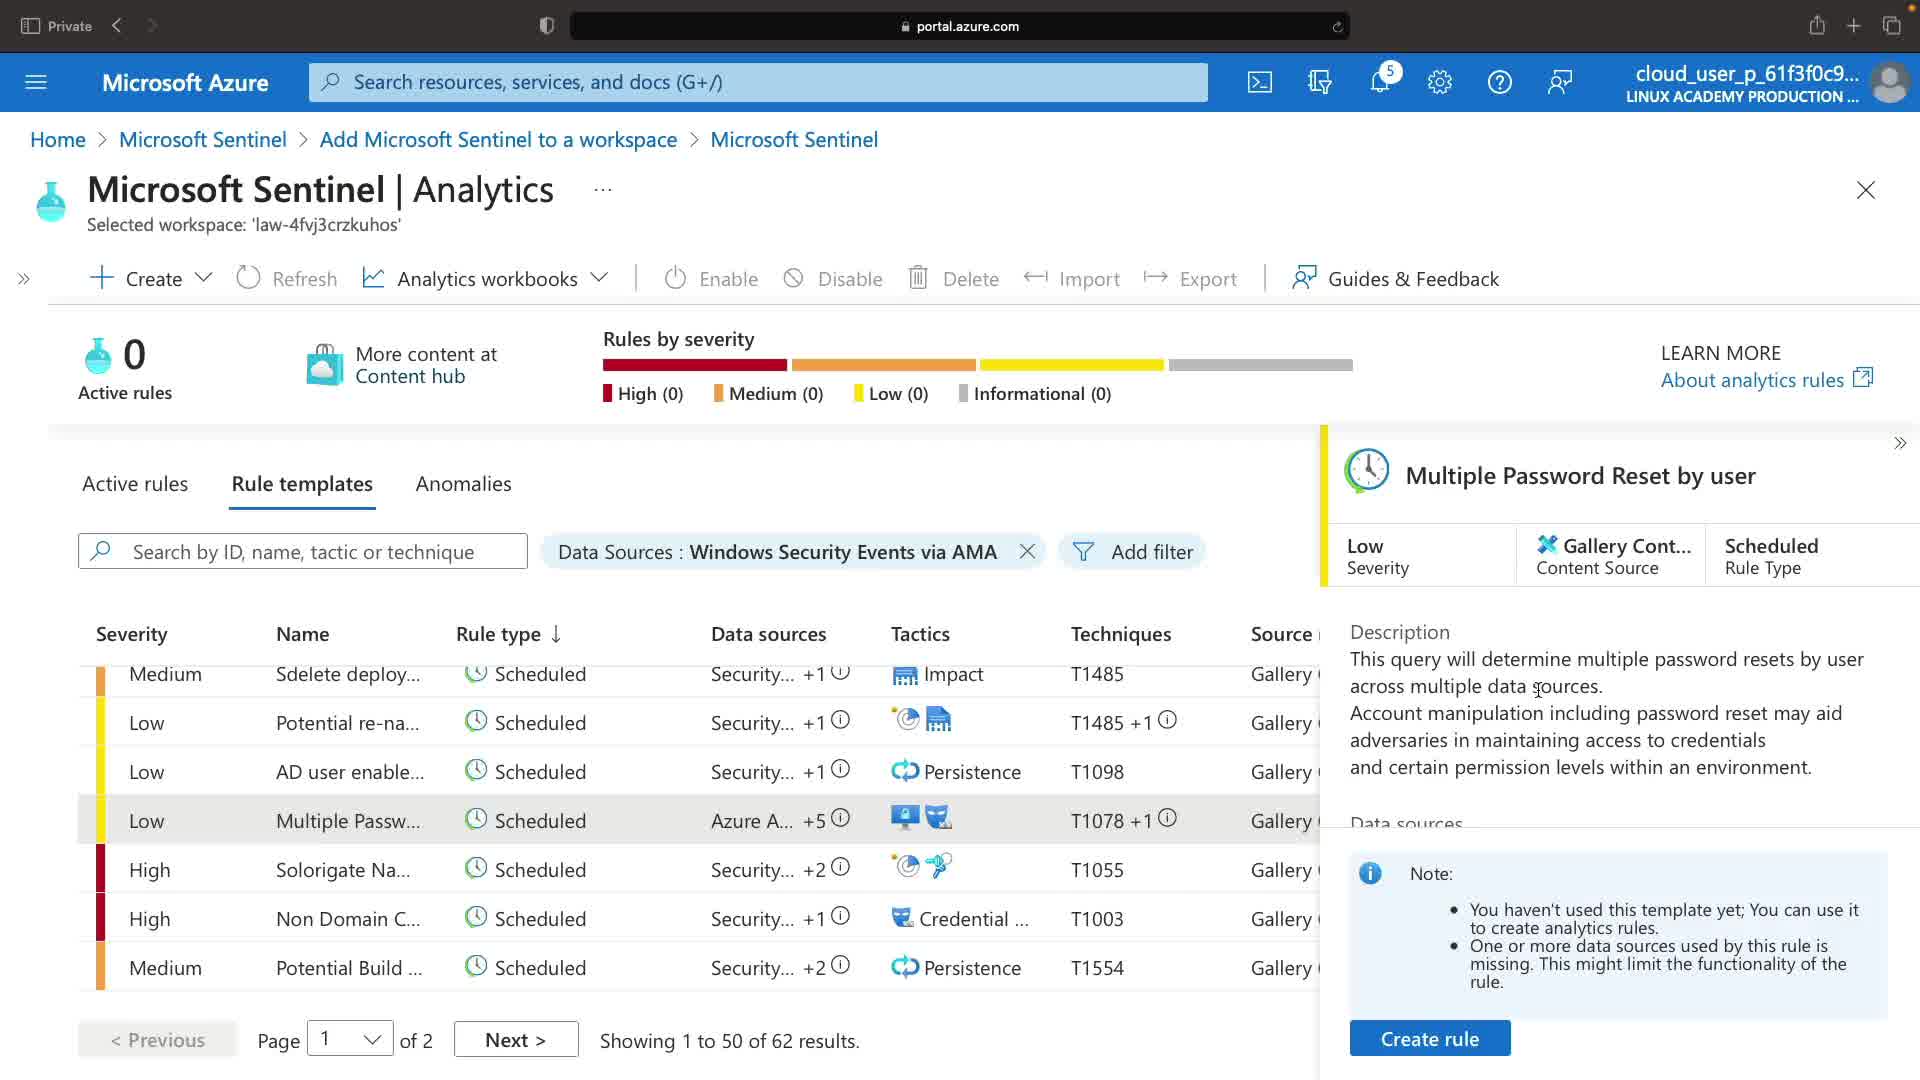 Private
portal.azure.com
Microsoft Azure
Search resources, services, and docs (G+/)
5
cloud_user_p_61f3f0c9...
LINUX ACADEMY PRODUCTION ...
Home > Microsoft Sentinel > Add Microsoft Sentinel to a workspace > Microsoft Sentinel
Microsoft Sentinel | Analytics ...
Selected workspace: 'law-4fvj3crzkuhos'
Create Refresh Analytics workbooks Enable Disable Delete Import Export Guides & Feedback
0
Active rules
More content at
Content hub
Rules by severity
High (0) Medium (0) Low (0) Informational (0)
LEARN MORE
About analytics rules
Active rules Rule templates Anomalies
Search by ID, name, tactic or technique
Data Sources : Windows Security Events via AMA
Add filter
Severity Name Rule type ↓ Data sources Tactics Techniques Source
Medium Sdelete deploy... Scheduled Security... +1 Impact T1485 Gallery
Low Potential re-na... Scheduled Security... +1 T1485 +1 Gallery
Low AD user enable... Scheduled Security... +1 Persistence T1098 Gallery
Low Multiple Passw... Scheduled Azure A... +5 T1078 +1 Gallery
High Solorigate Na... Scheduled Security... +2 T1055 Gallery
High Non Domain C... Scheduled Security... +1 Credential ... T1003 Gallery
Medium Potential Build ... Scheduled Security... +2 Persistence T1554 Gallery
< Previous Page 1 of 2 Next > Showing 1 to 50 of 62 results.
Multiple Password Reset by user
Low
Severity
Gallery Cont...
Content Source
Scheduled
Rule Type
Description
This query will determine multiple password resets by user
across multiple data sources.
Account manipulation including password reset may aid
adversaries in maintaining access to credentials
and certain permission levels within an environment.
Data sources
Note:
• You haven't used this template yet; You can use it
to create analytics rules.
• One or more data sources used by this rule is
missing. This might limit the functionality of the
rule.
Create rule